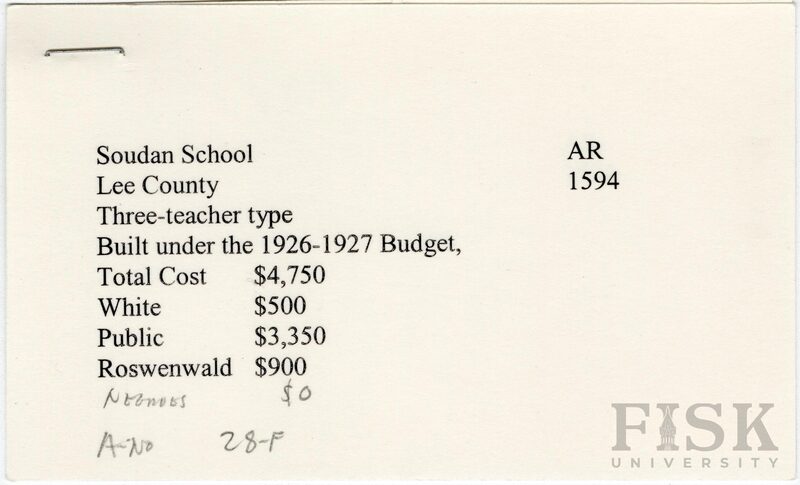 Soudan School AR
Lee County 1594
Three-teacher type
Built under the 1926-1927 Budget,
Total Cost $4,750
White $500
Public $3,350
Roswenwald $900
Negroes $0
A-No 28-F
FISK
UNIVERSITY